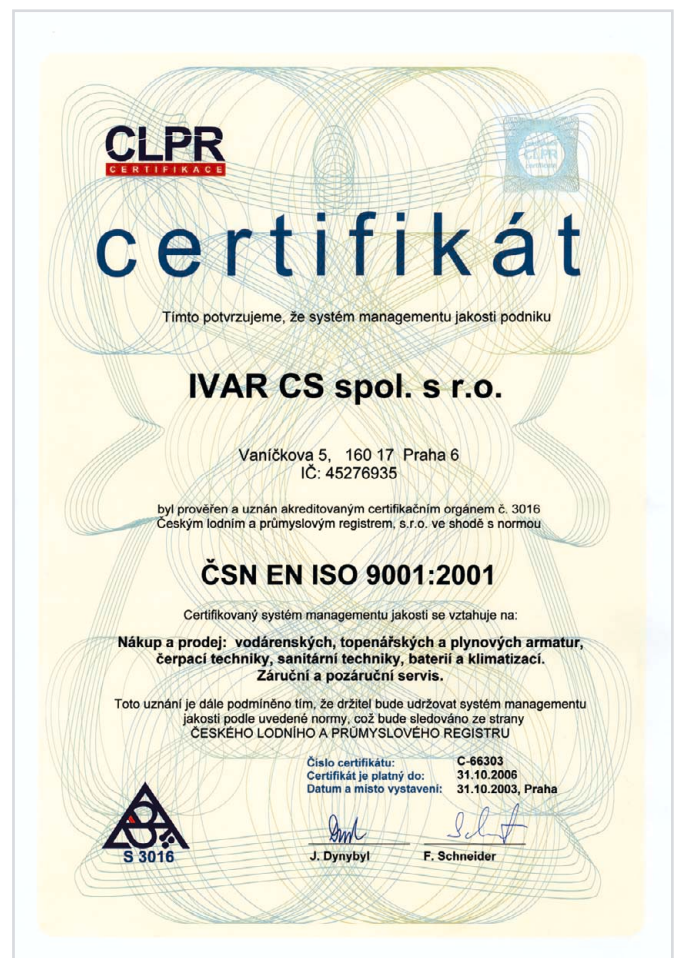 CLPR
CERTIFIKACE
CLPR
certifikát
Tímto potvrzujeme, že systém managementu jakosti podniku
IVAR CS spol. s r.o.
Vaníčkova 5, 160 17 Praha 6
IČ: 45276935
byl prověřen a uznán akreditovaným certifikačním orgánem č. 3016
Českým lodním a průmyslovým registrem, s.r.o. ve shodě s normou
ČSN EN ISO 9001:2001
Certifikovaný systém managementu jakosti se vztahuje na:
Nákup a prodej: vodárenských, topenářských a plynových armatur,
čerpací techniky, sanitární techniky, baterií a klimatizací.
Záruční a pozáruční servis.
Toto uznání je dále podmíněno tím, že držitel bude udržovat systém managementu
jakosti podle uvedené normy, což bude sledováno ze strany
ČESKÉHO LODNÍHO A PRŮMYSLOVÉHO REGISTRU
Číslo certifikátu: C-66303
Certifikát je platný do: 31.10.2006
Datum a místo vystavení: 31.10.2003, Praha
S 3016
J. Dynybyl F. Schneider